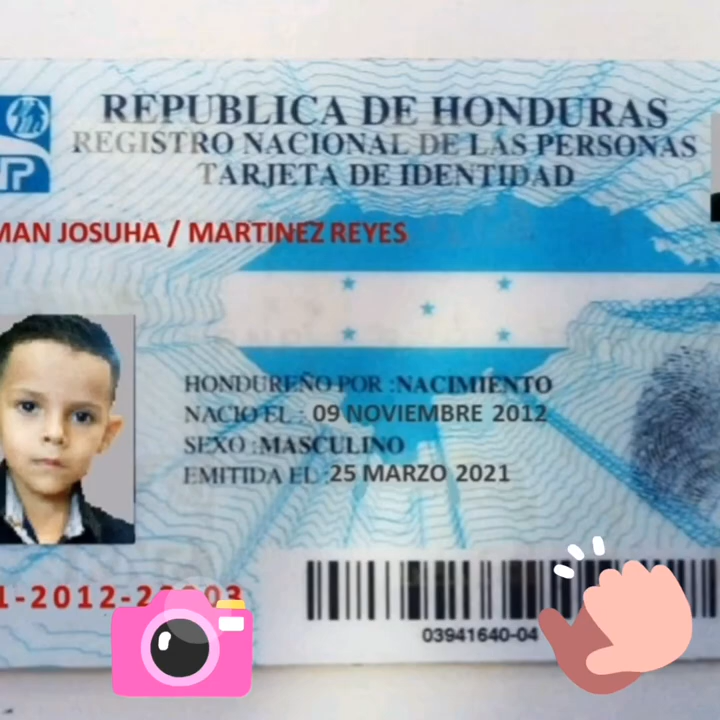 REPUBLICA DE HONDURAS
REGISTRO NACIONAL DE LAS PERSONAS
TARJETA DE IDENTIDAD
JOSUHA / MARTINEZ REYES
HONDUREÑO POR :NACIMIENTO
NACIO EL : 09 NOVIEMBRE 2012
SEXO :MASCULINO
EMITIDA EL :25 MARZO 2021
03941640-04